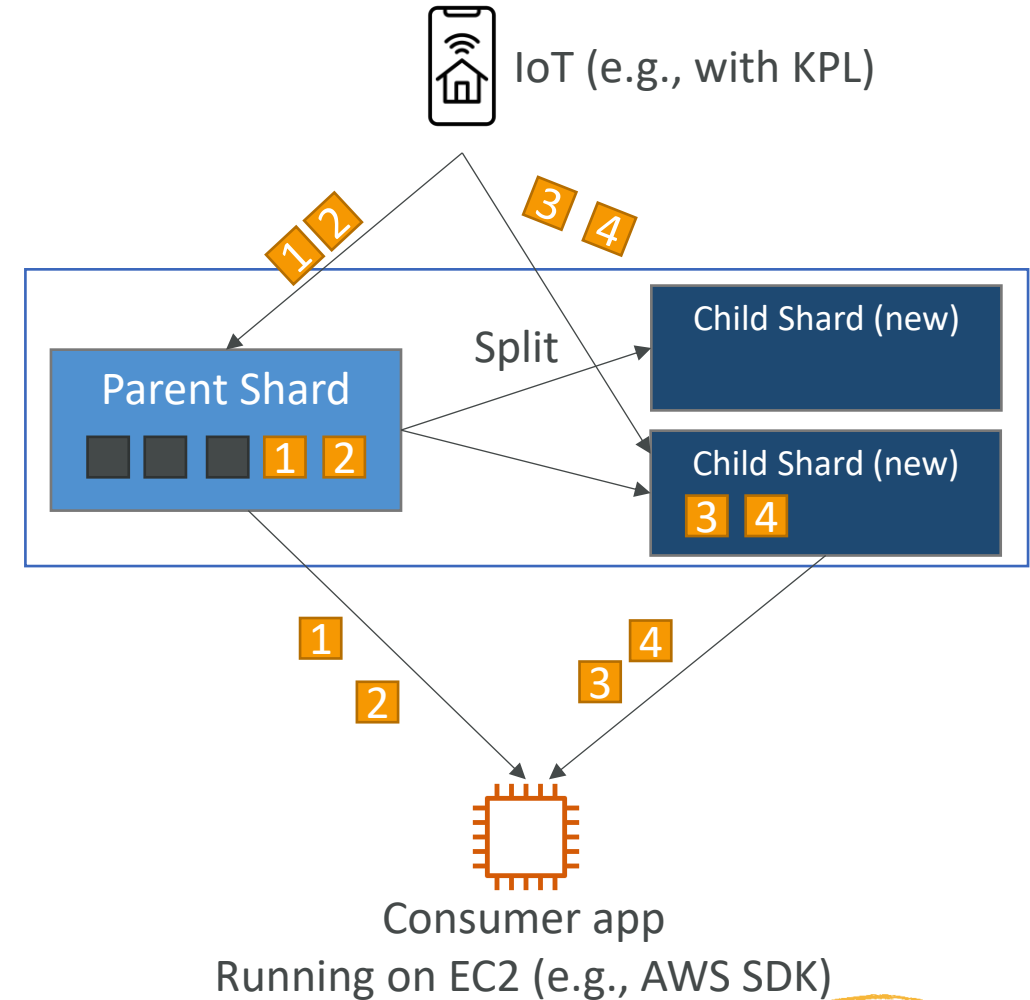 IoT (e.g., with KPL)
1 2
3 4
Split
Child Shard (new)
Parent Shard
1 2
Child Shard (new)
3 4
1
2
4
3
Consumer app
Running on EC2 (e.g., AWS SDK)